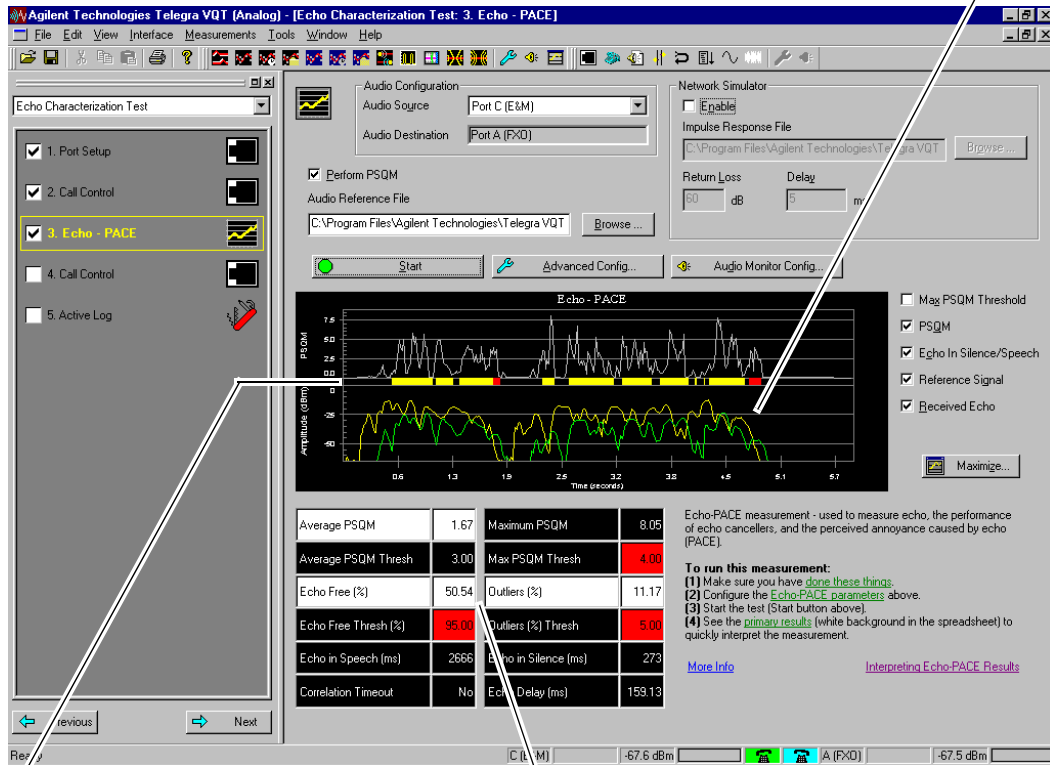 Agilent Technologies Telegra VQT (Analog) - [Echo Characterization Test: 3. Echo - PACE]
File Edit View Interface Measurements Tools Window Help
Echo Characterization Test
1. Port Setup
2. Call Control
3. Echo - PACE
4. Call Control
5. Active Log
Previous
Next
Audio Configuration
Audio Source
Port C (E&M)
Audio Destination
Port A (FXO)
Network Simulator
Enable
Impulse Response File
C:\Program Files\Agilent Technologies\Telegra VQT
Browse ...
Return Loss
Delay
60 dB
5
Perform PSQM
Audio Reference File
C:\Program Files\Agilent Technologies\Telegra VQT
Browse ...
Start
Advanced Config...
Audio Monitor Config...
Echo - PACE
PSQM
7.5
5.0
2.5
0.0
Amplitude (dBm)
0
-25
-50
0.6 1.3 1.9 2.5 3.2 3.8 4.5 5.1 5.7
Time (seconds)
Max PSQM Threshold
PSQM
Echo In Silence/Speech
Reference Signal
Received Echo
Maximize...
Average PSQM 1.67 Maximum PSQM 8.05
Average PSQM Thresh 3.00 Max PSQM Thresh 4.00
Echo Free (%) 50.54 Outliers (%) 11.17
Echo Free Thresh (%) 95.00 Outliers (%) Thresh 5.00
Echo in Speech (ms) 2666 Echo in Silence (ms) 273
Correlation Timeout No Echo Delay (ms) 159.13
Echo-PACE measurement - used to measure echo, the performance
of echo cancellers, and the perceived annoyance caused by echo
(PACE).
To run this measurement:
(1) Make sure you have done these things.
(2) Configure the Echo-PACE parameters above.
(3) Start the test (Start button above).
(4) See the primary results (white background in the spreadsheet) to
quickly interpret the measurement.
More Info
Interpreting Echo-PACE Results
Ready
C (E&M)
-67.6 dBm
A (FXO)
-67.5 dBm